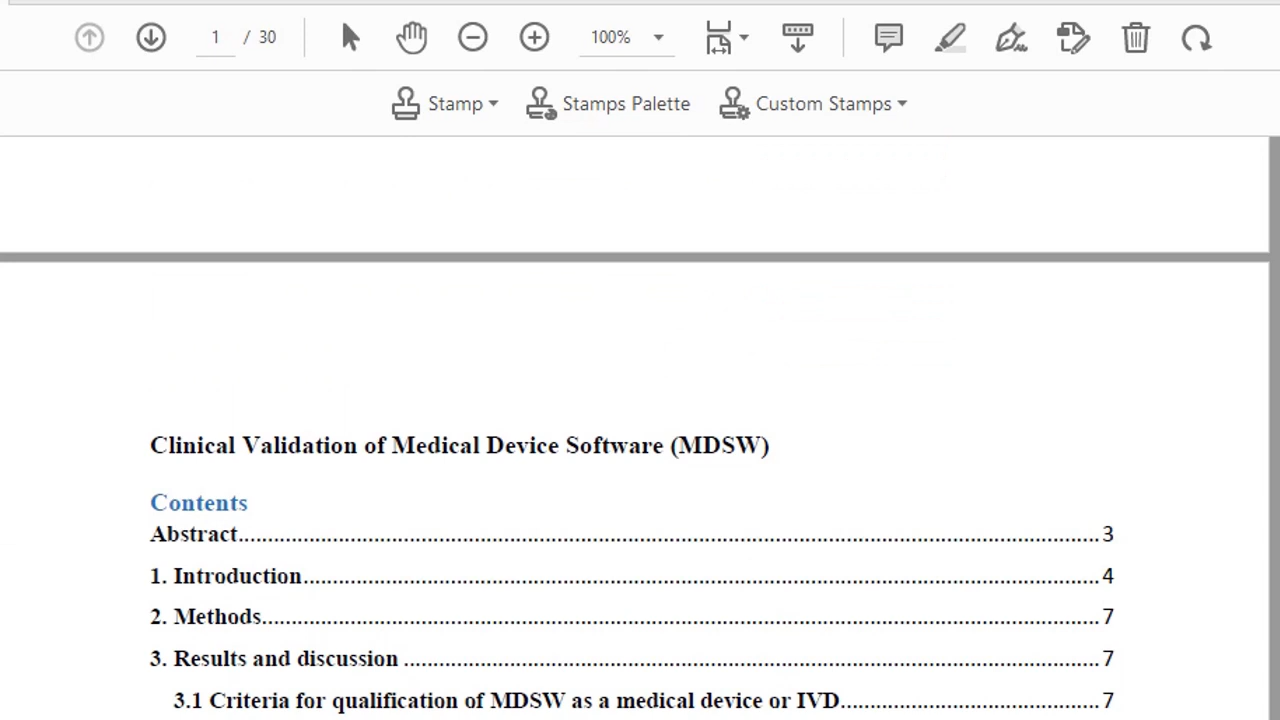 1 / 30 100%
Stamp Stamps Palette Custom Stamps
Clinical Validation of Medical Device Software (MDSW)
Contents
Abstract........................................................................................................................................................3
1. Introduction.............................................................................................................................................4
2. Methods....................................................................................................................................................7
3. Results and discussion ...........................................................................................................................7
3.1 Criteria for qualification of MDSW as a medical device or IVD............................................7